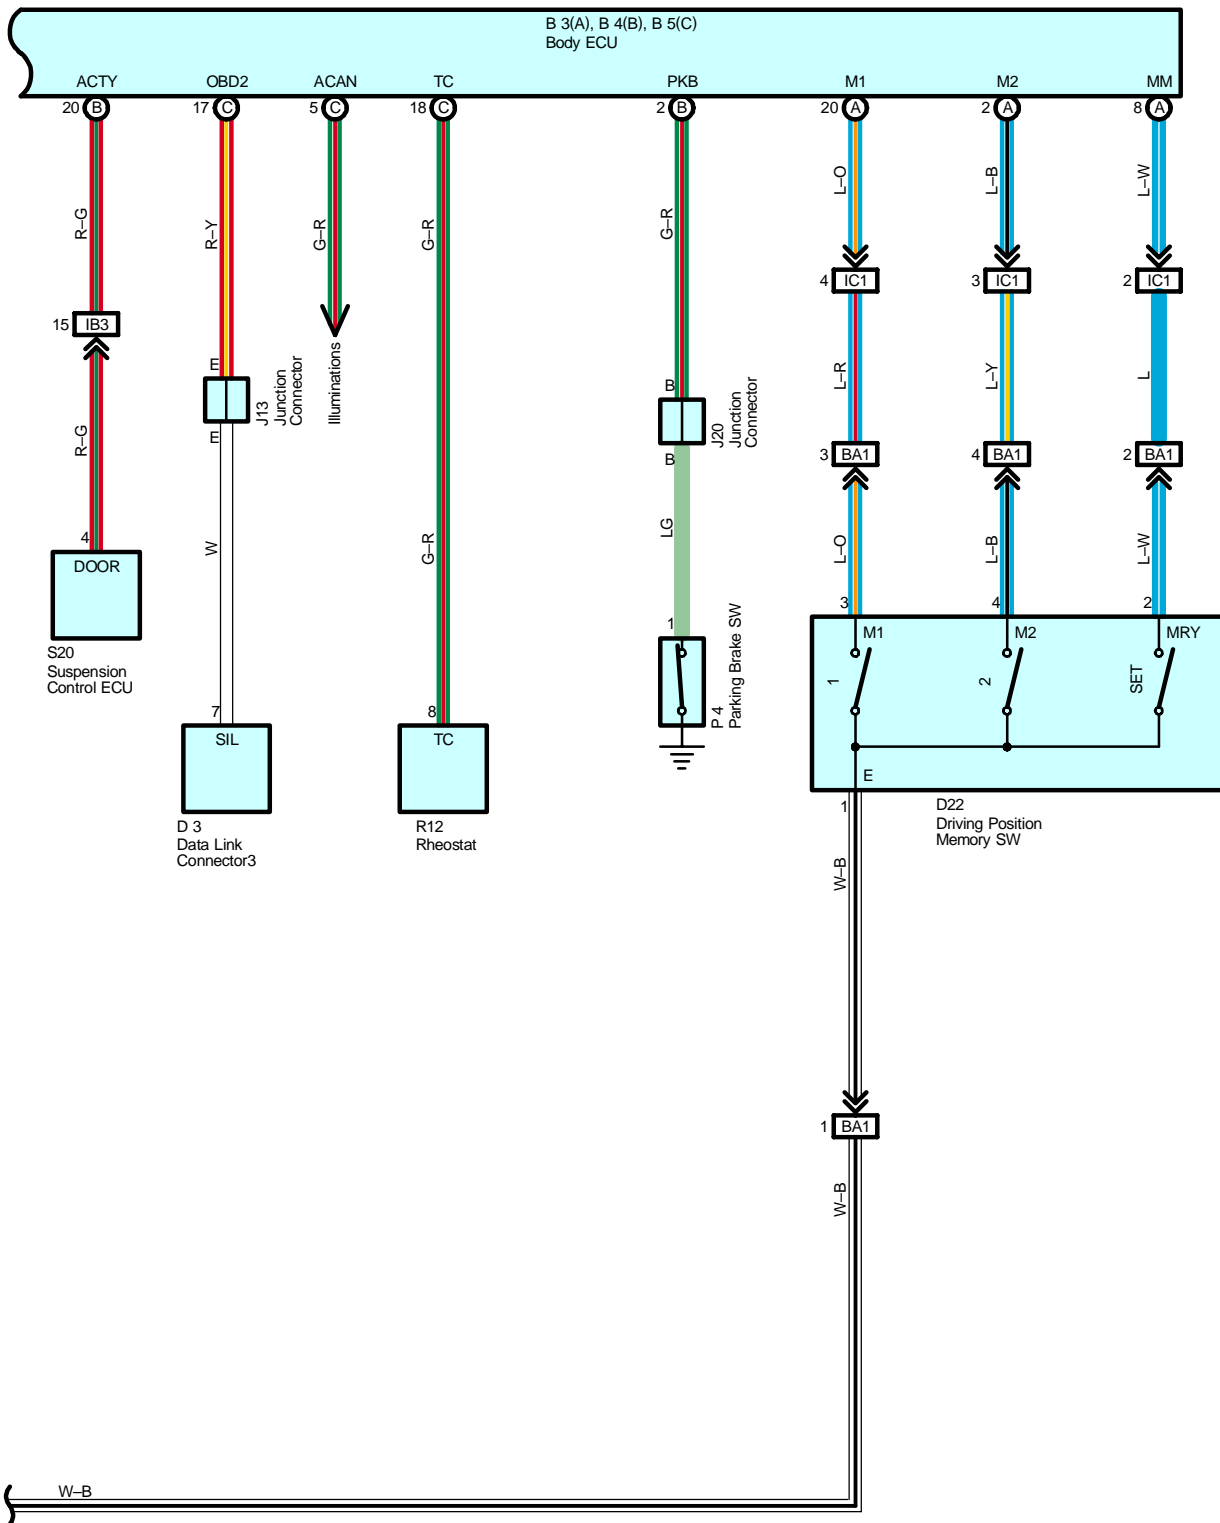 B 3(A), B 4(B), B 5(C)
Body ECU
ACTY OBD2 ACAN TC PKB M1 M2 MM
20 B 17 C 5 C 18 C 2 B 20 A 2 A 8 A
R–G R–Y G–R G–R G–R L–O L–B L–W
4 IC1 3 IC1 2 IC1
15 IB3
Illuminations
E
J13
Junction
Connector
E
B
J20
Junction
Connector
B
L–R L–Y L
3 BA1 4 BA1 2 BA1
R–G W G–R LG L–O L–B L–W
4
DOOR
S20
Suspension
Control ECU
7
SIL
D 3
Data Link
Connector3
8
TC
R12
Rheostat
1
P 4
Parking Brake SW
3 4 2
M1 M2 MRY
1 2 SET
E
1
D22
Driving Position
Memory SW
W–B
1 BA1
W–B
W–B